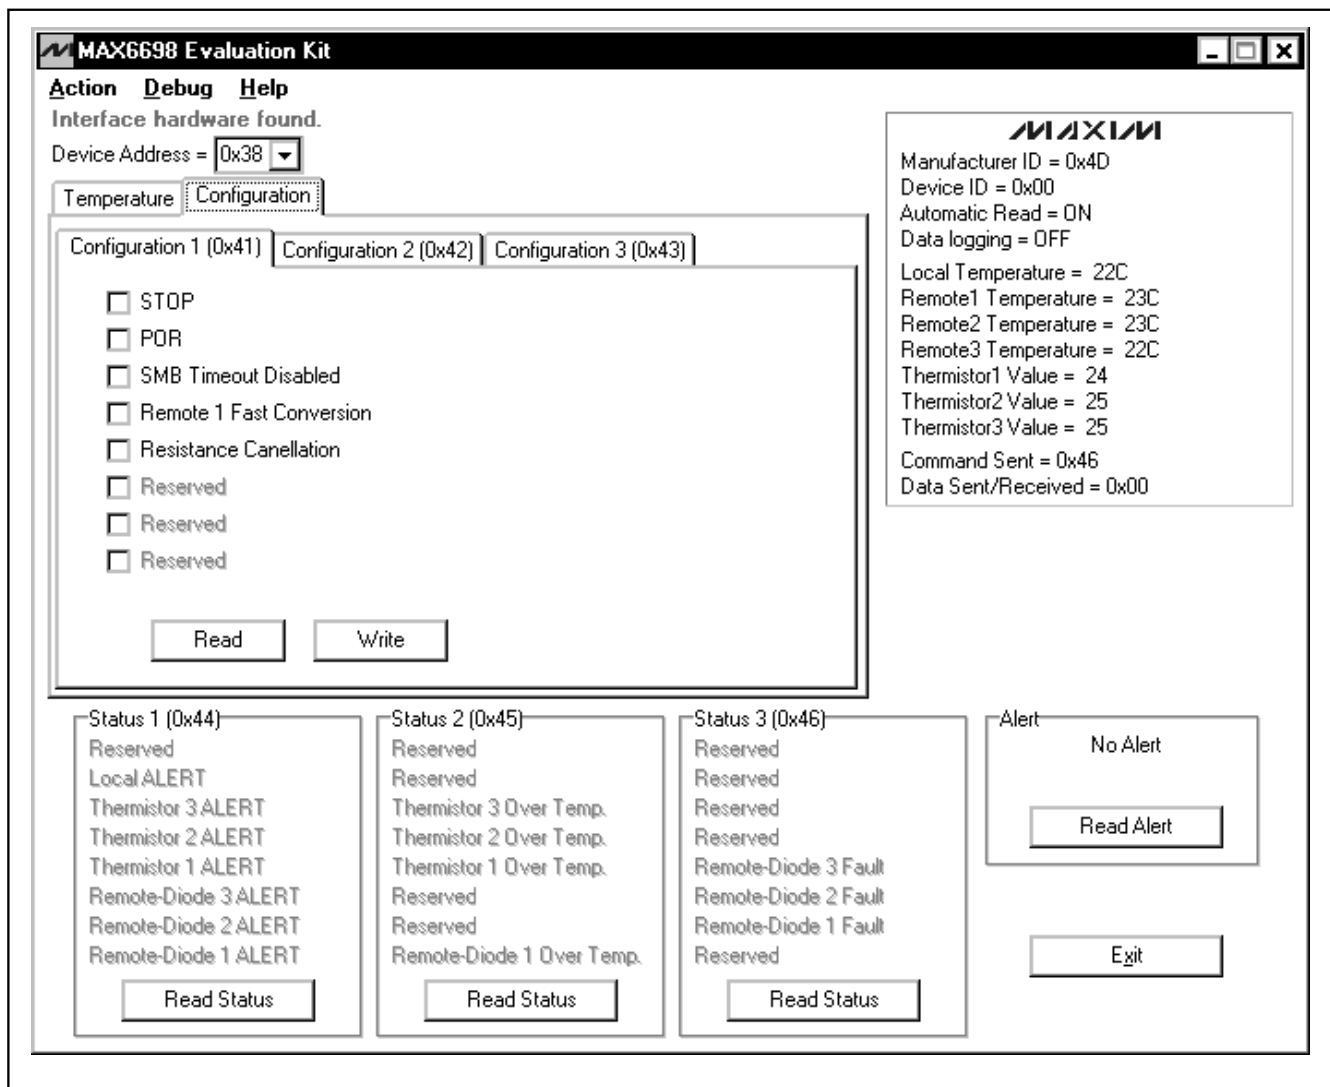 MAX6698 Evaluation Kit
Action Debug Help
Interface hardware found.
Device Address = 0x38
Temperature Configuration
Configuration 1 (0x41) Configuration 2 (0x42) Configuration 3 (0x43)
STOP
POR
SMB Timeout Disabled
Remote 1 Fast Conversion
Resistance Canellation
Reserved
Reserved
Reserved
Read Write
MAXIM
Manufacturer ID = 0x4D
Device ID = 0x00
Automatic Read = ON
Data logging = OFF
Local Temperature = 22C
Remote1 Temperature = 23C
Remote2 Temperature = 23C
Remote3 Temperature = 22C
Thermistor1 Value = 24
Thermistor2 Value = 25
Thermistor3 Value = 25
Command Sent = 0x46
Data Sent/Received = 0x00
Status 1 (0x44)
Reserved
Local ALERT
Thermistor 3 ALERT
Thermistor 2 ALERT
Thermistor 1 ALERT
Remote-Diode 3 ALERT
Remote-Diode 2 ALERT
Remote-Diode 1 ALERT
Read Status
Status 2 (0x45)
Reserved
Reserved
Thermistor 3 Over Temp.
Thermistor 2 Over Temp.
Thermistor 1 Over Temp.
Reserved
Reserved
Remote-Diode 1 Over Temp.
Read Status
Status 3 (0x46)
Reserved
Reserved
Reserved
Reserved
Remote-Diode 3 Fault
Remote-Diode 2 Fault
Remote-Diode 1 Fault
Reserved
Read Status
Alert
No Alert
Read Alert
Exit